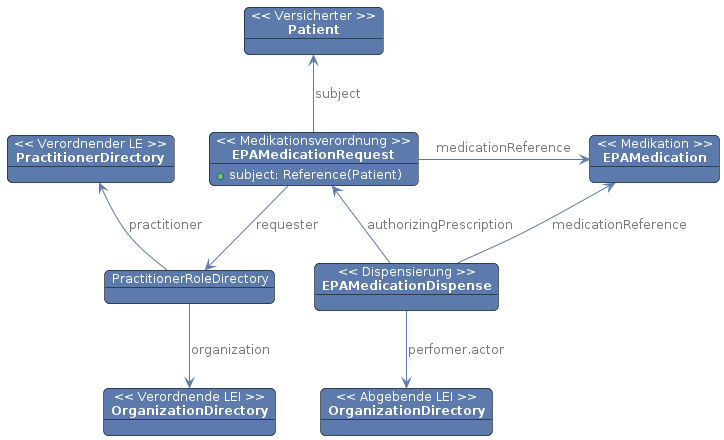 << Versicherter >>
Patient
subject
<< Verordnender LE >>
PractitionerDirectory
<< Medikationsverordnung >>
EPAMedicationRequest
subject: Reference(Patient)
medicationReference
<< Medikation >>
EPAMedication
practitioner
requester
authorizingPrescription
medicationReference
PractitionerRoleDirectory
<< Dispensierung >>
EPAMedicationDispense
organization
perfomer.actor
<< Verordnende LEI >>
OrganizationDirectory
<< Abgebende LEI >>
OrganizationDirectory